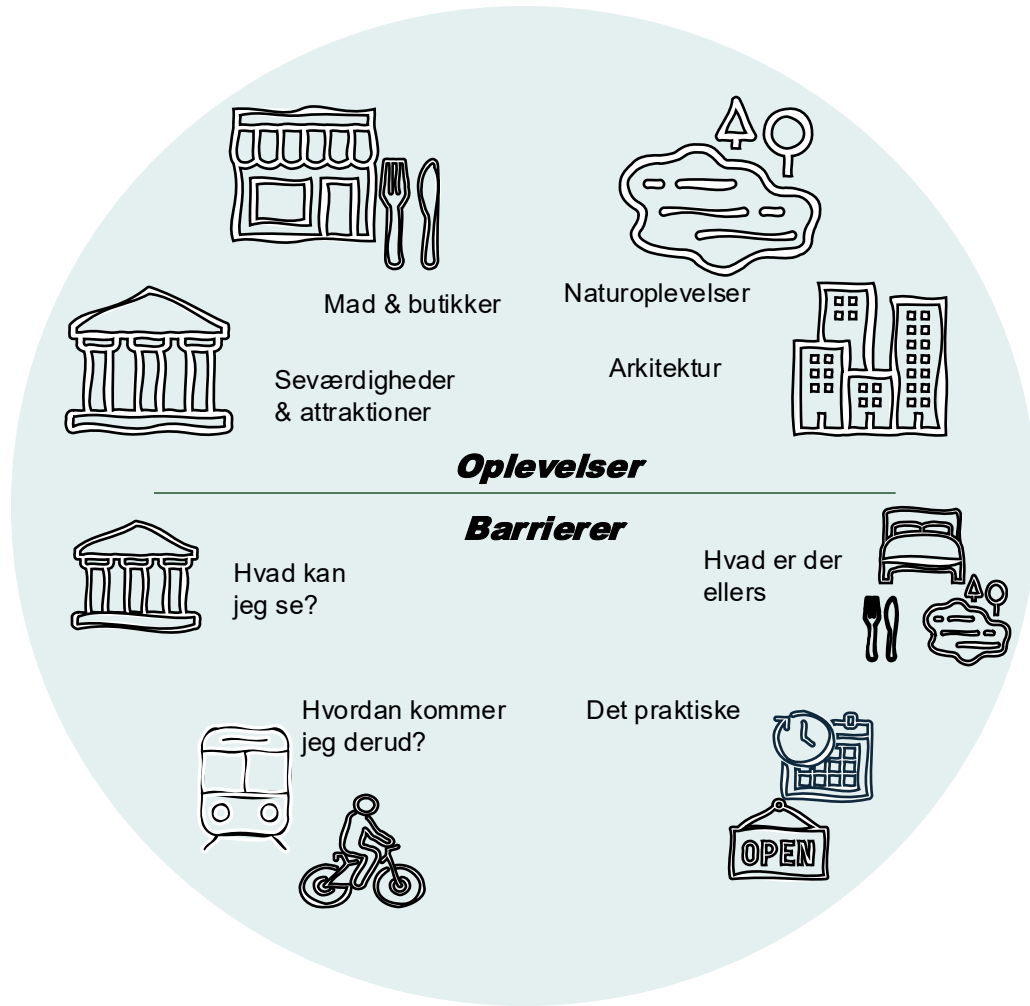 Mad & butikker
Naturoplevelser
Seværdigheder
& attraktioner
Arkitektur
Oplevelser
Barrierer
Hvad kan
jeg se?
Hvad er der
ellers
Hvordan kommer
jeg derud?
Det praktiske
OPEN